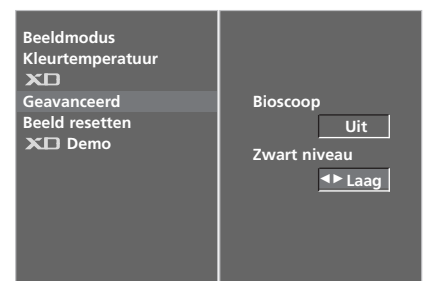 Beeldmodus
Kleurtemperatuur
XD
Geavanceerd
Beeld resetten
XD Demo
Bioscoop
Uit
Zwart niveau
◄► Laag